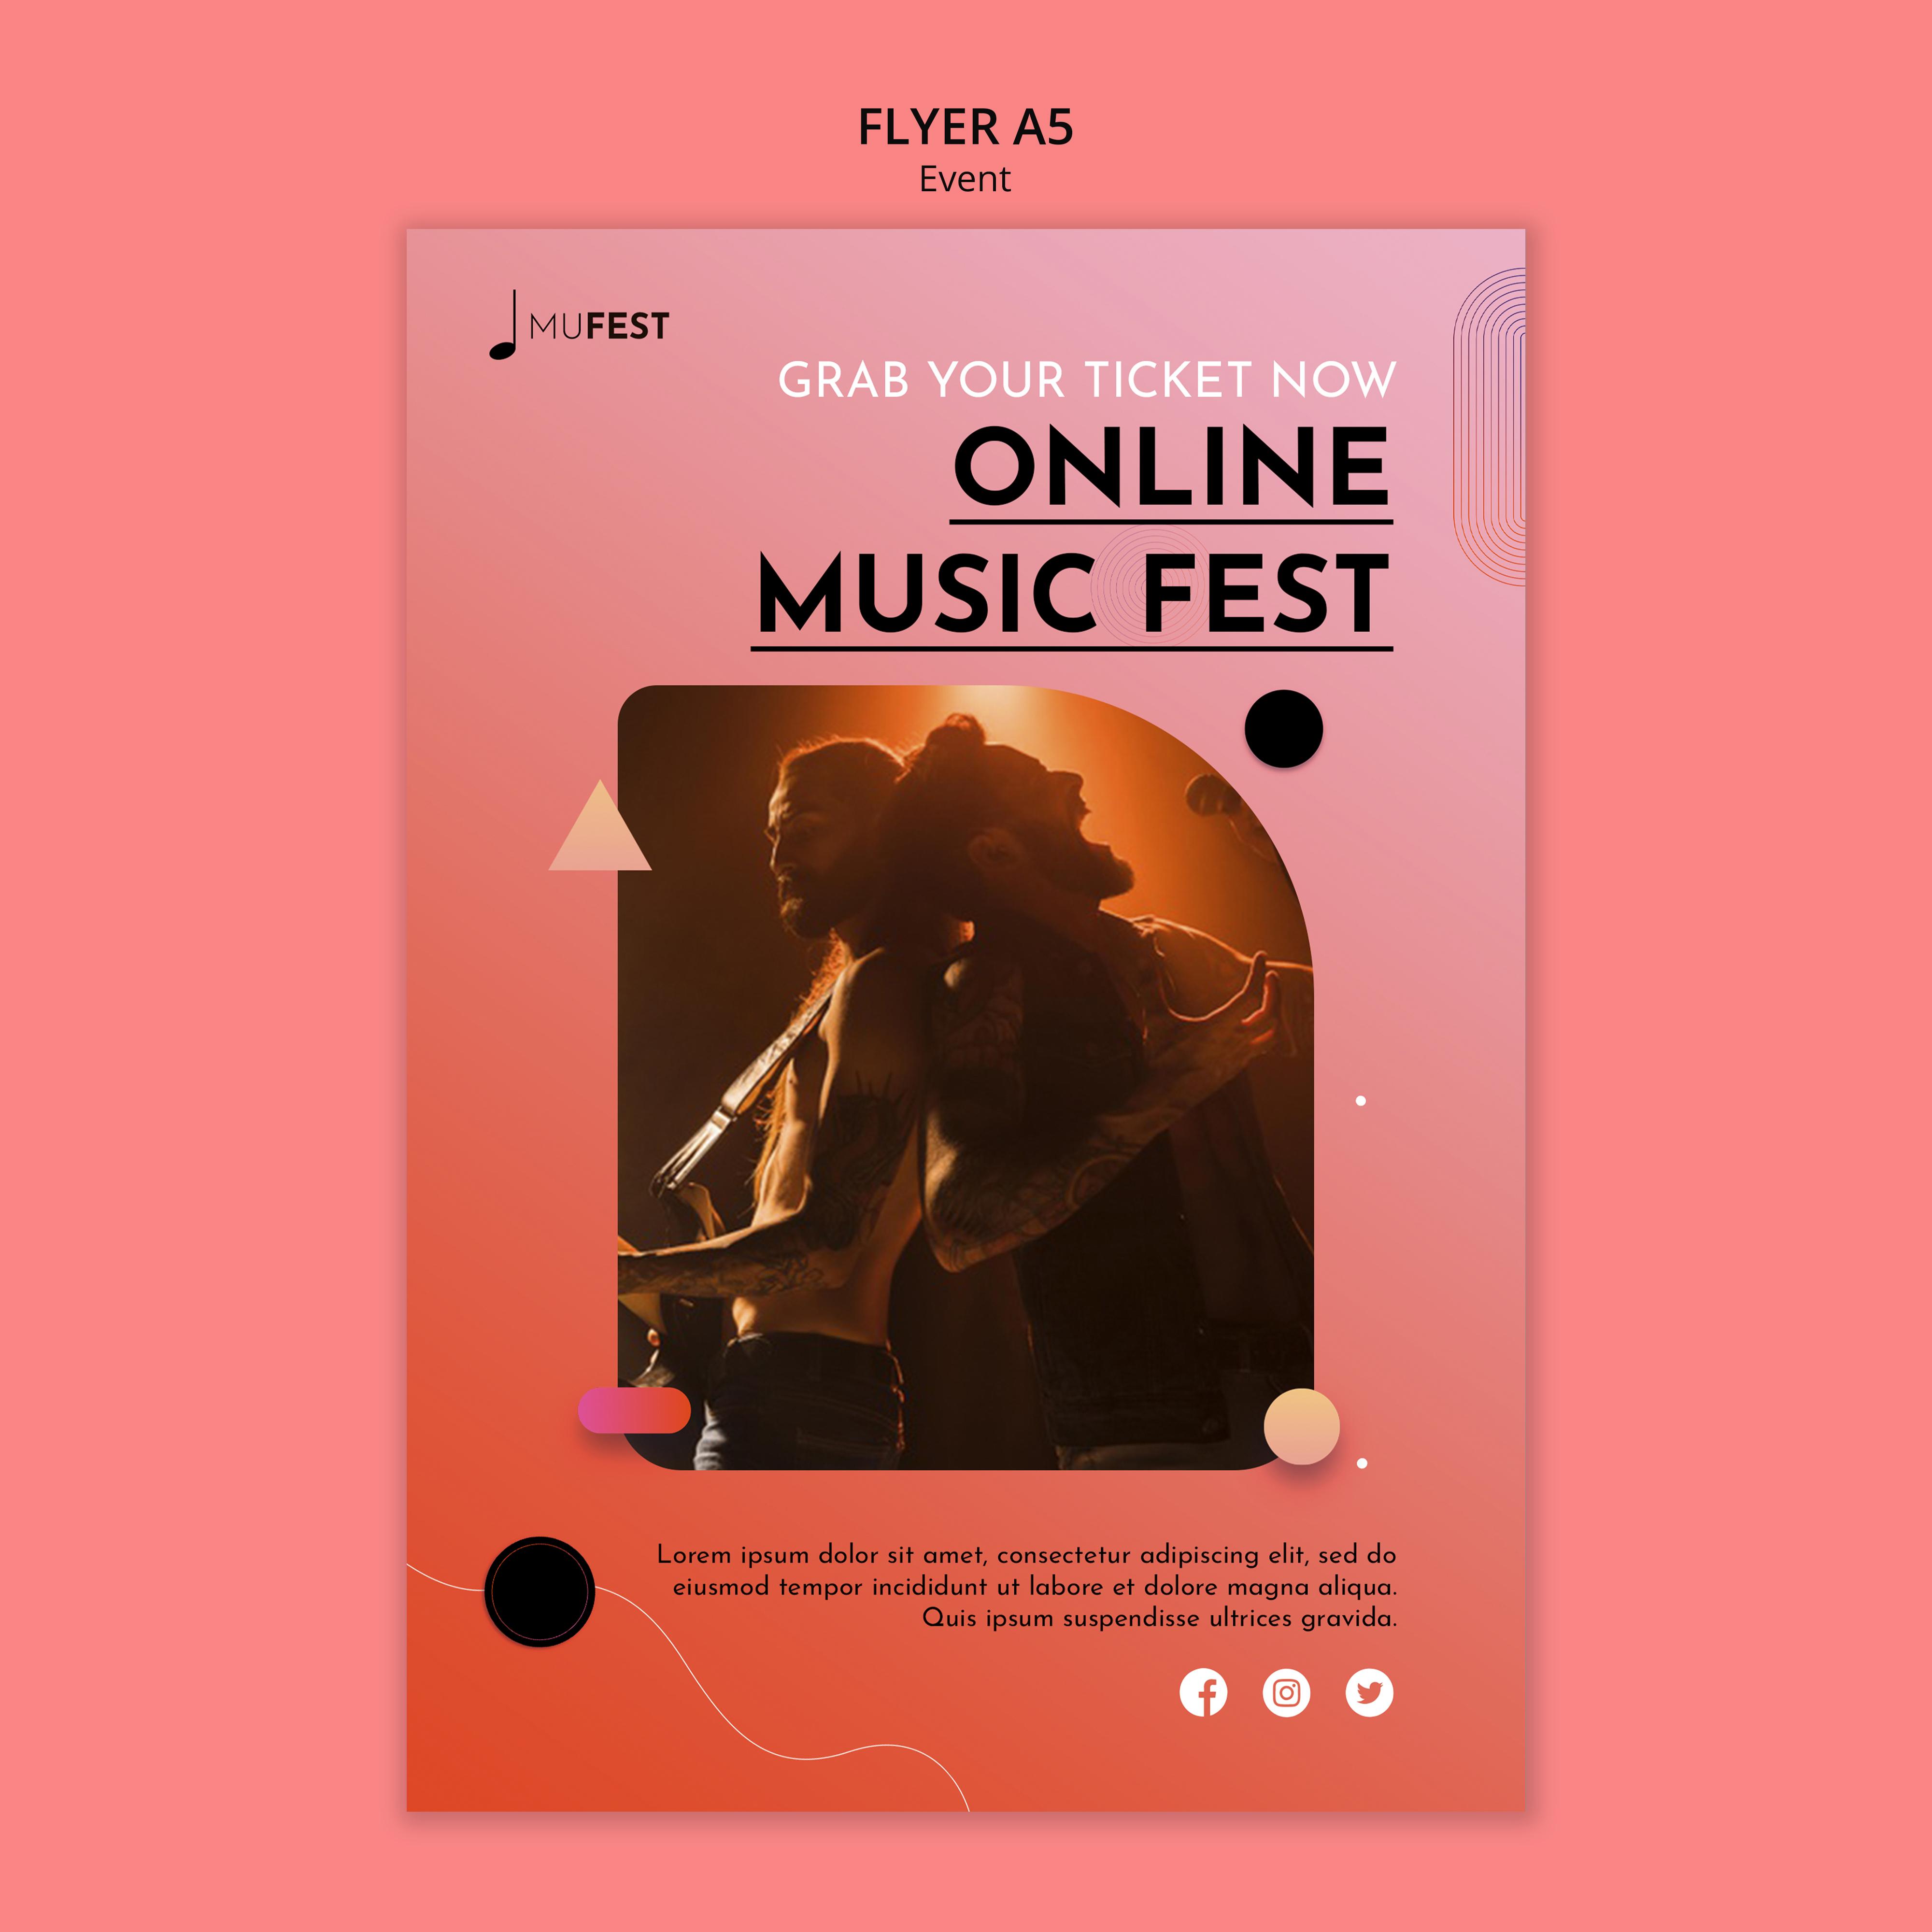 FLYER A5
Event
MUFEST
GRAB YOUR TICKET NOW
ONLINE
MUSIC FEST
Lorem ipsum dolor sit amet, consectetur adipiscing elit, sed do
eiusmod tempor incididunt ut labore et dolore magna aliqua.
Quis ipsum suspendisse ultrices gravida.